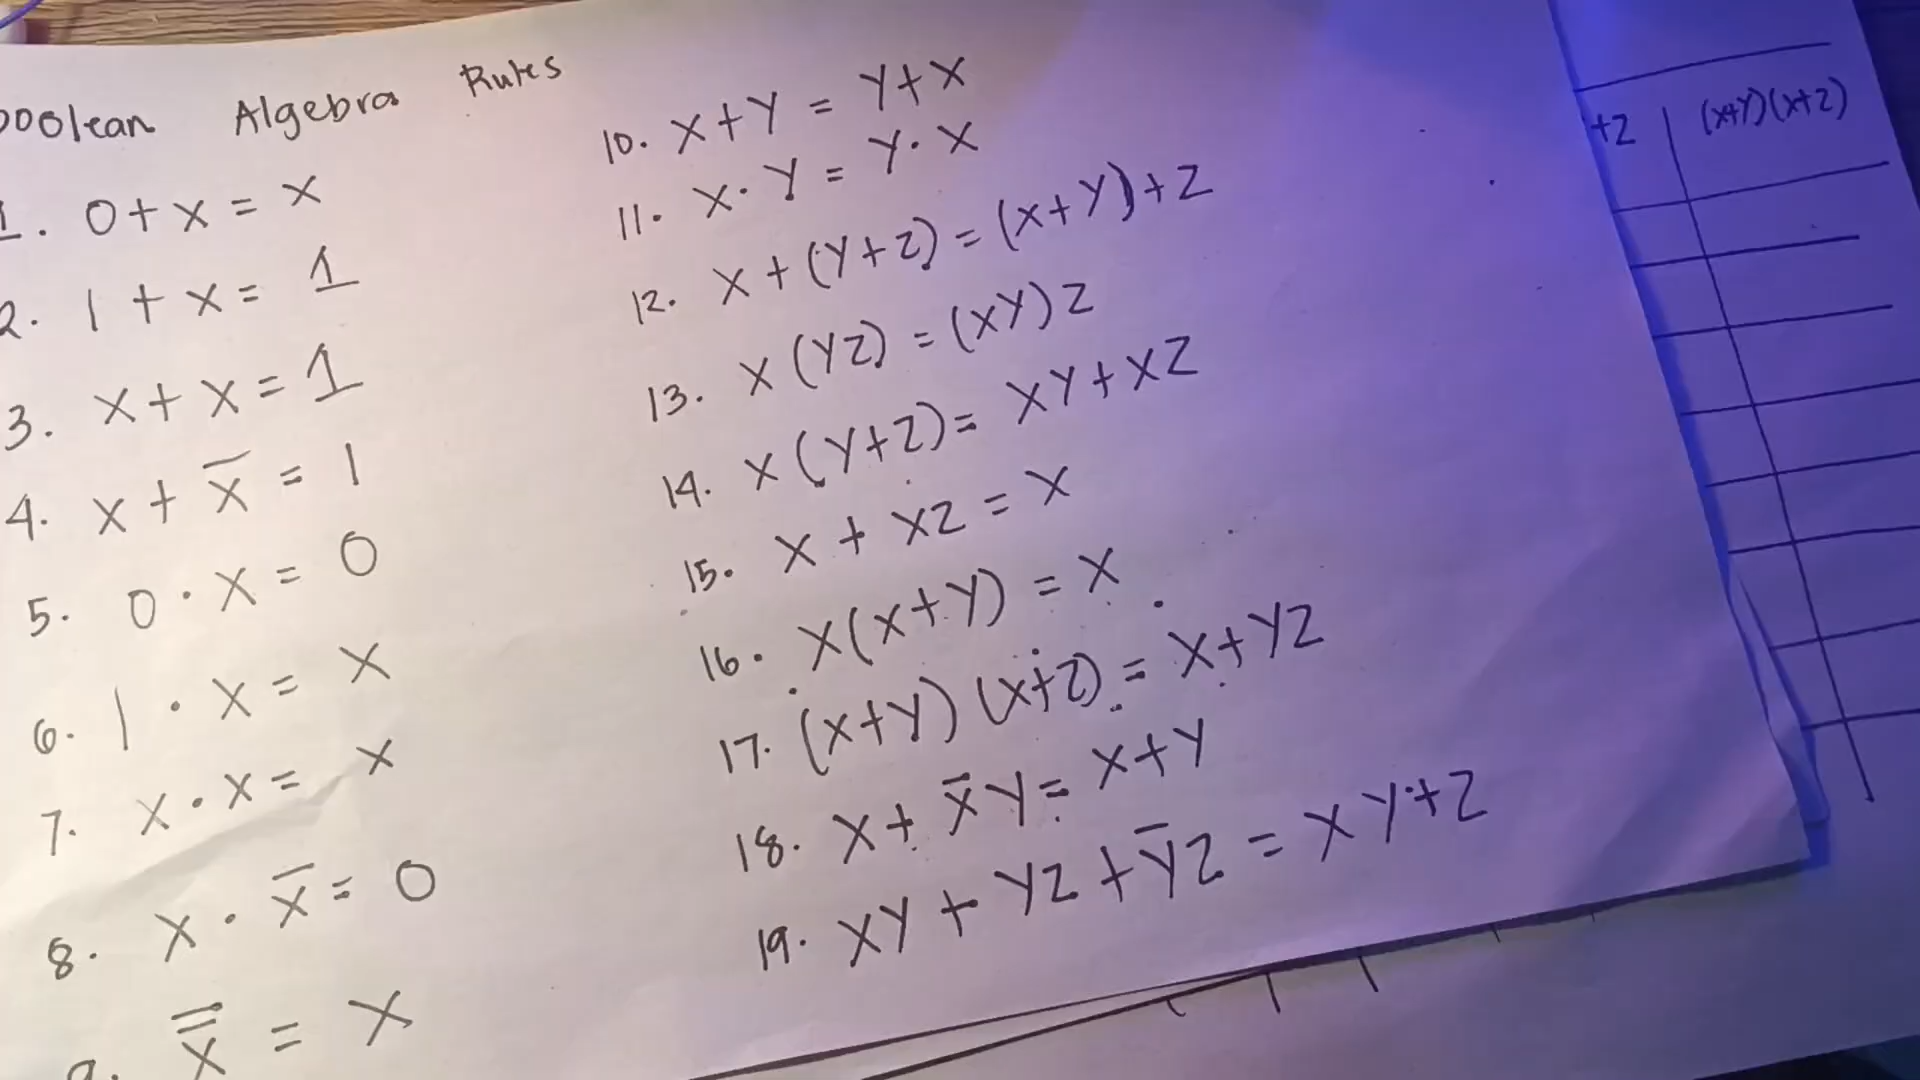 Boolean Algebra Rules
1. 0 + x = x
2. 1 + x = 1
3. x + x = 1
4. x + x̅ = 1
5. 0 · x = 0
6. 1 · x = x
7. x · x = x
8. x · x̅ = 0
9. x̿ = x
10. x + y = y + x
11. x · y = y · x
12. x + (y + z) = (x + y) + z
13. x (yz) = (xy) z
14. x (y + z) = xy + xz
15. x + xz = x
16. x(x + y) = x
17. (x + y) (x + z) = x + yz
18. x + x̅y = x + y
19. xy + yz + y̅z = xy + z
+z (x+y)(x+z)